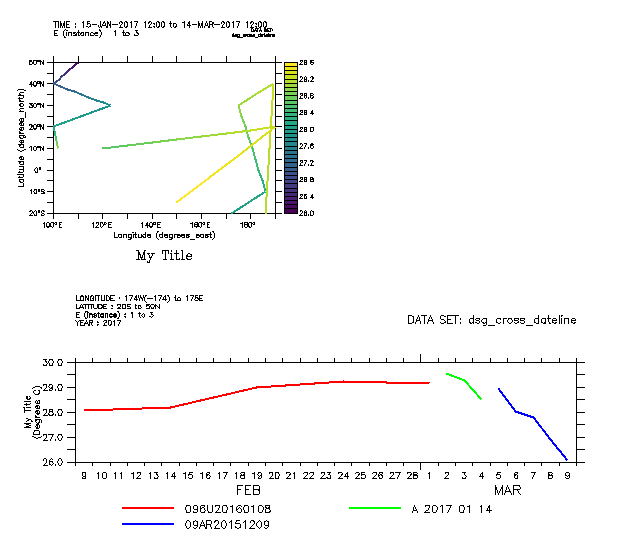 TIME : 15-JAN-2017 12:00 to 14-MAR-2017 12:00
E (instance)   1 to 3
DATA SET:
dsg_cross_dateline
50°N
40°N
30°N
20°N
10°N
0°
10°S
20°S
Latitude (degrees_north)
100°E 120°E 140°E 160°E 180°
Longitude (degrees_east)
28.8
28.4
28.0
27.6
27.2
26.8
26.4
26.0
My Title
LONGITUDE : 174W(-174) to 175E
LATITUDE : 20S to 50N
E (instance) : 1 to 3
YEAR : 2017
DATA SET: dsg_cross_dateline
30.0
29.0
28.0
27.0
26.0
My Title
(Degrees C)
9 10 11 12 13 14 15 16 17 18 19 20 21 22 23 24 25 26 27 28 1 2 3 4 5 6 7 8 9
FEB MAR
096U20160108 A 2017 01 14
09AR20151209